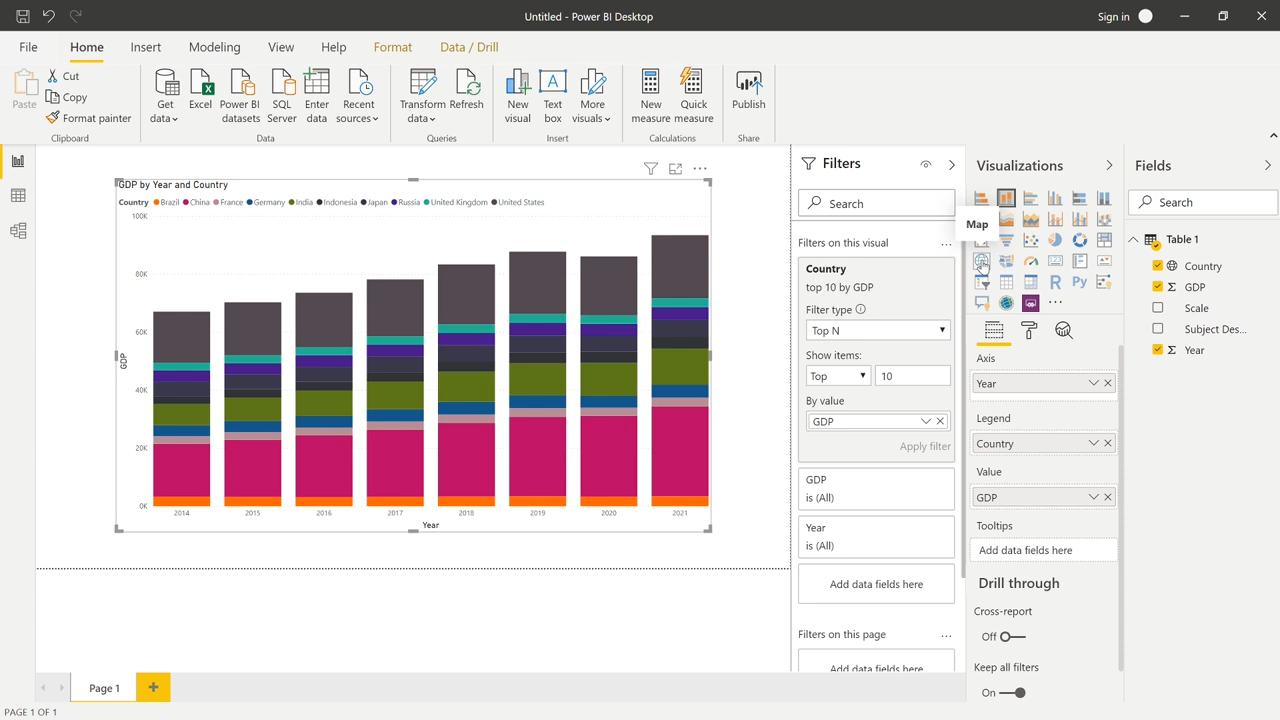 Untitled - Power BI Desktop
Sign in
File Home Insert Modeling View Help Format Data / Drill
Paste
Cut
Copy
Format painter
Clipboard
Get data
Excel
Power BI datasets
SQL Server
Enter data
Recent sources
Data
Transform data
Refresh
Queries
New visual
Text box
More visuals
Insert
New measure
Quick measure
Calculations
Publish
Share
GDP by Year and Country
Country Brazil China France Germany India Indonesia Japan Russia United Kingdom United States
100K
80K
60K
40K
20K
0K
GDP
2014 2015 2016 2017 2018 2019 2020 2021
Year
Filters
Search
Filters on this visual
Country
top 10 by GDP
Filter type
Top N
Show items:
Top 10
By value
GDP
Apply filter
GDP
is (All)
Year
is (All)
Add data fields here
Filters on this page
Add data fields here
Visualizations
Map
R Py
Axis
Year
Legend
Country
Value
GDP
Tooltips
Add data fields here
Drill through
Cross-report
Off
Keep all filters
On
Fields
Search
Table 1
Country
GDP
Scale
Subject Des...
Year
Page 1
PAGE 1 OF 1